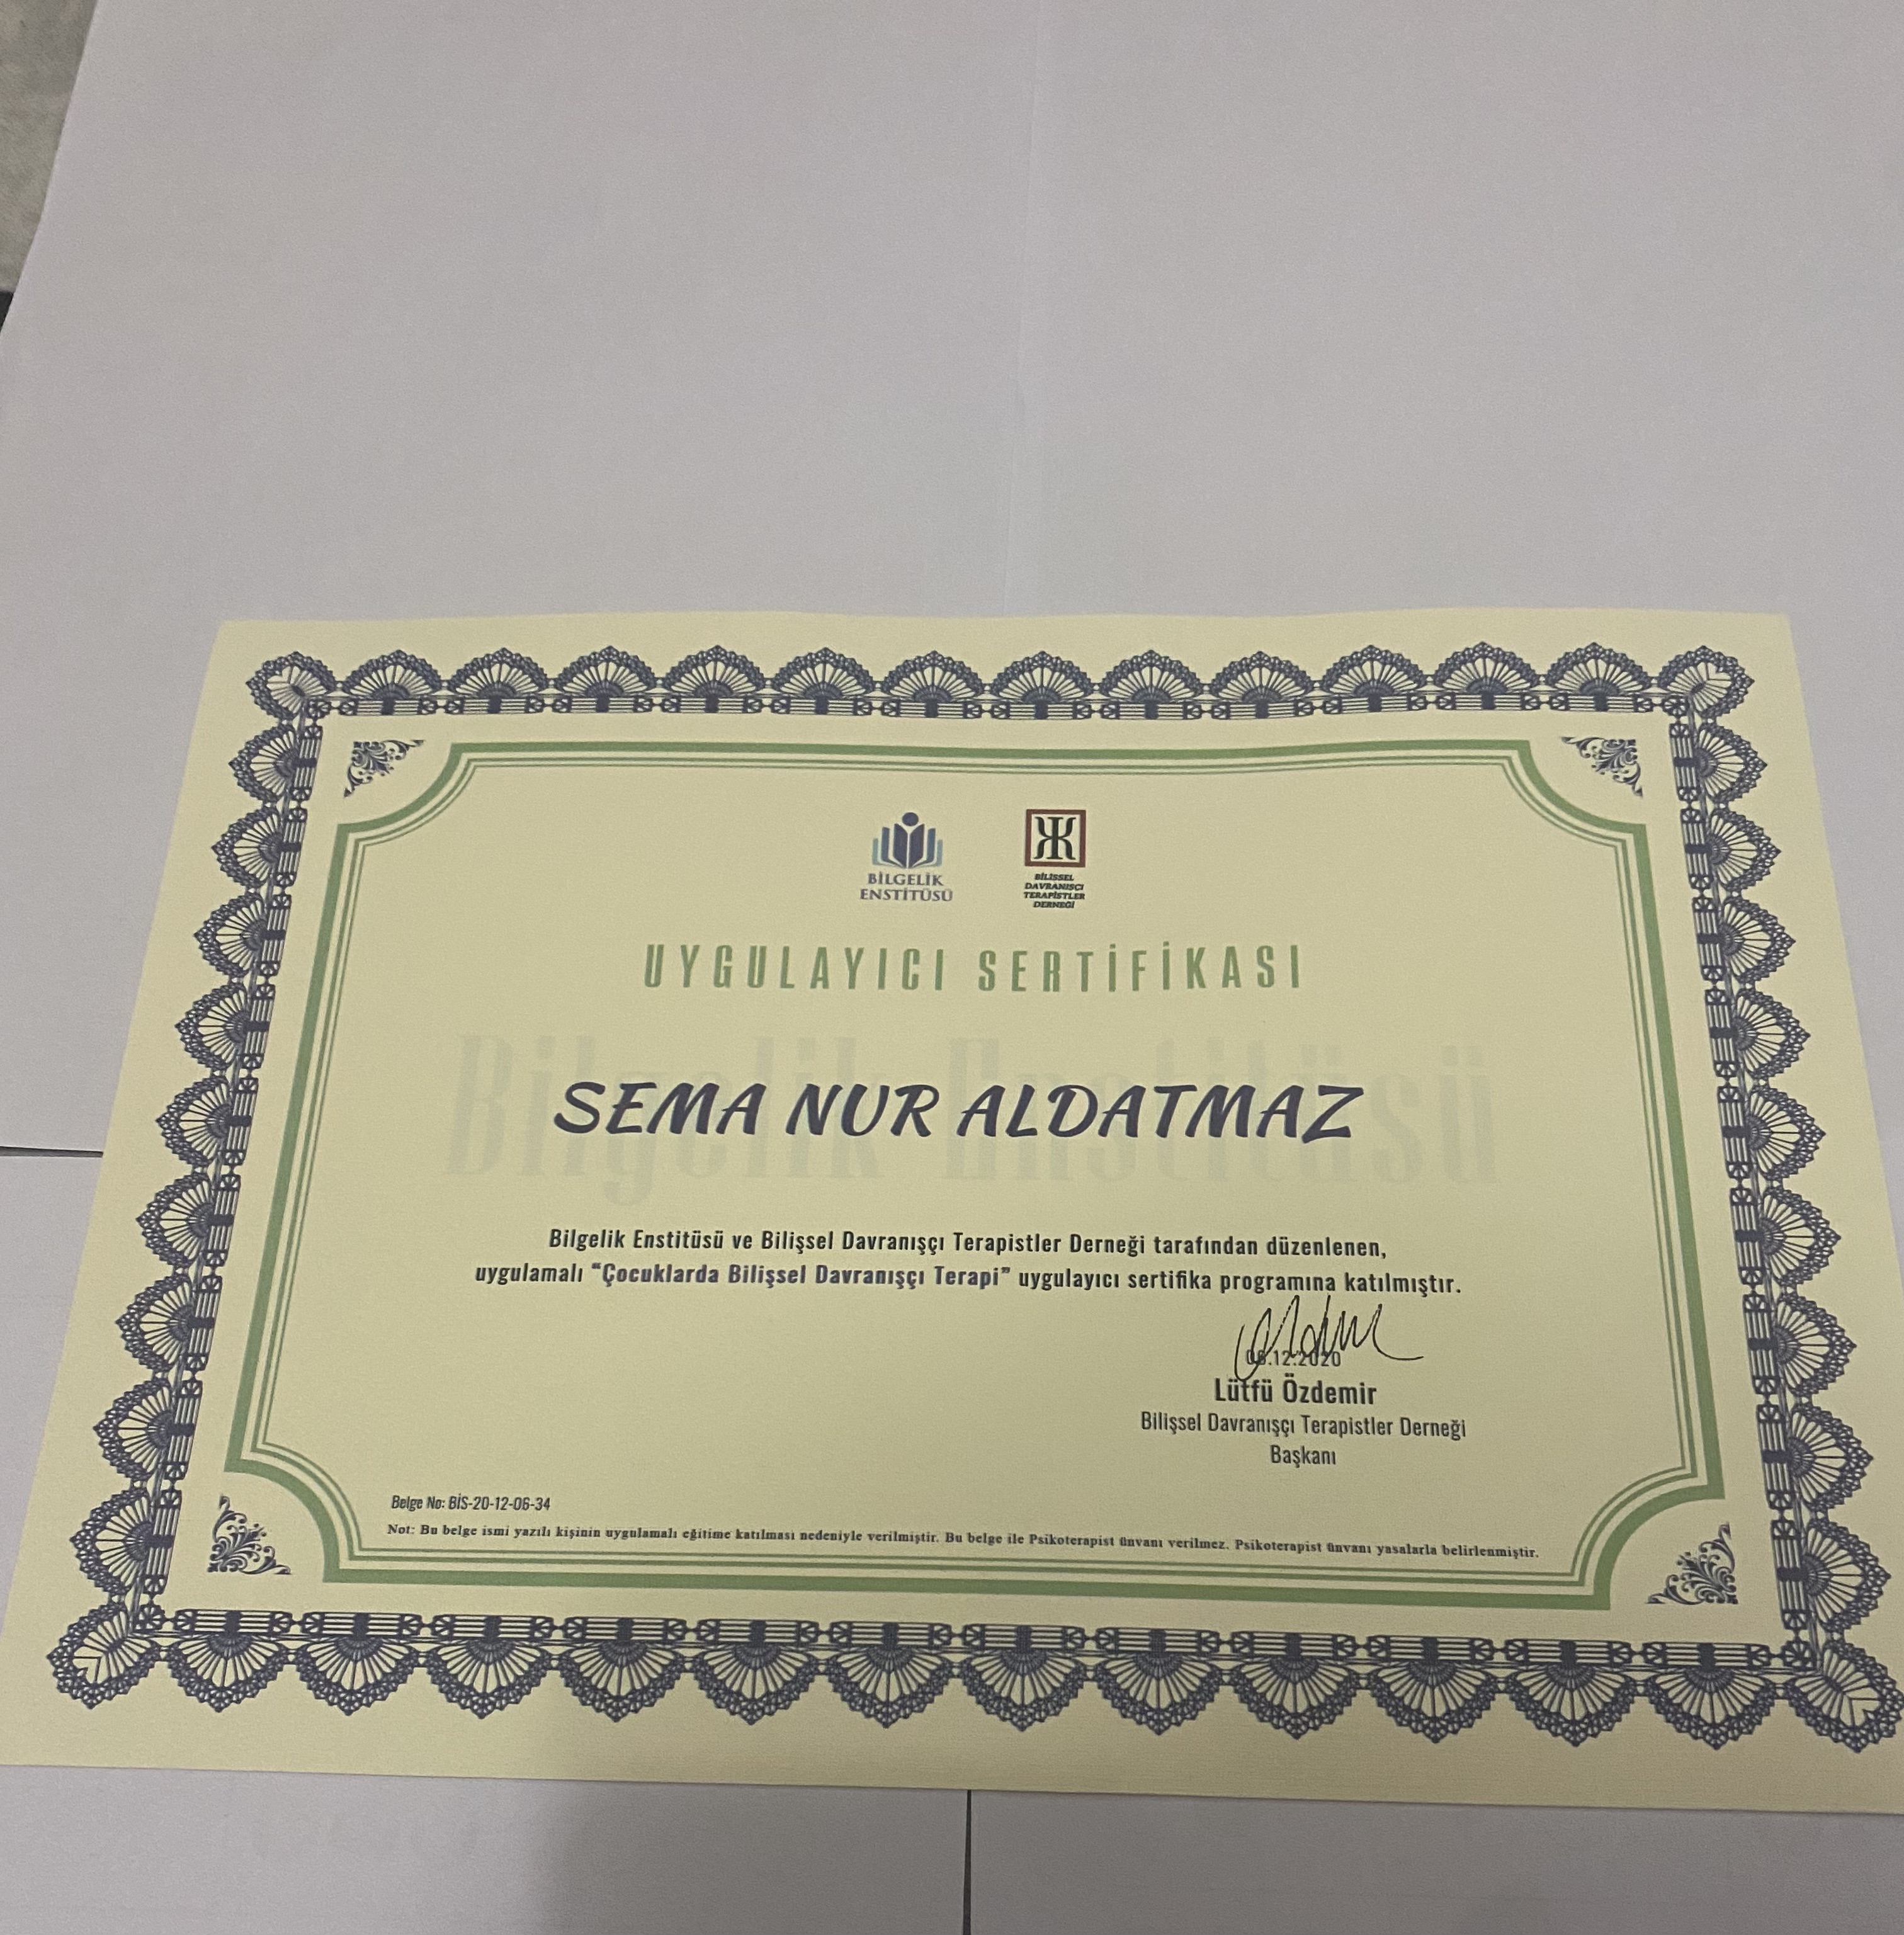 BİLGELİK
ENSTİTÜSÜ
BİLİŞSEL
DAVRANIŞÇI
TERAPİSTLER
DERNEĞİ
UYGULAYICI SERTİFİKASI
Bilgelik Enstitüsü
SEMA NUR ALDATMAZ
Bilgelik Enstitüsü ve Bilişsel Davranışçı Terapistler Derneği tarafından düzenlenen,
uygulamalı "Çocuklarda Bilişsel Davranışçı Terapi" uygulayıcı sertifika programına katılmıştır.
06.12.2020
Lütfü Özdemir
Bilişsel Davranışçı Terapistler Derneği
Başkanı
Belge No: BİS-20-12-06-34
Not: Bu belge ismi yazılı kişinin uygulamalı eğitime katılması nedeniyle verilmiştir. Bu belge ile Psikoterapist ünvanı verilmez. Psikoterapist ünvanı yasalarla belirlenmiştir.